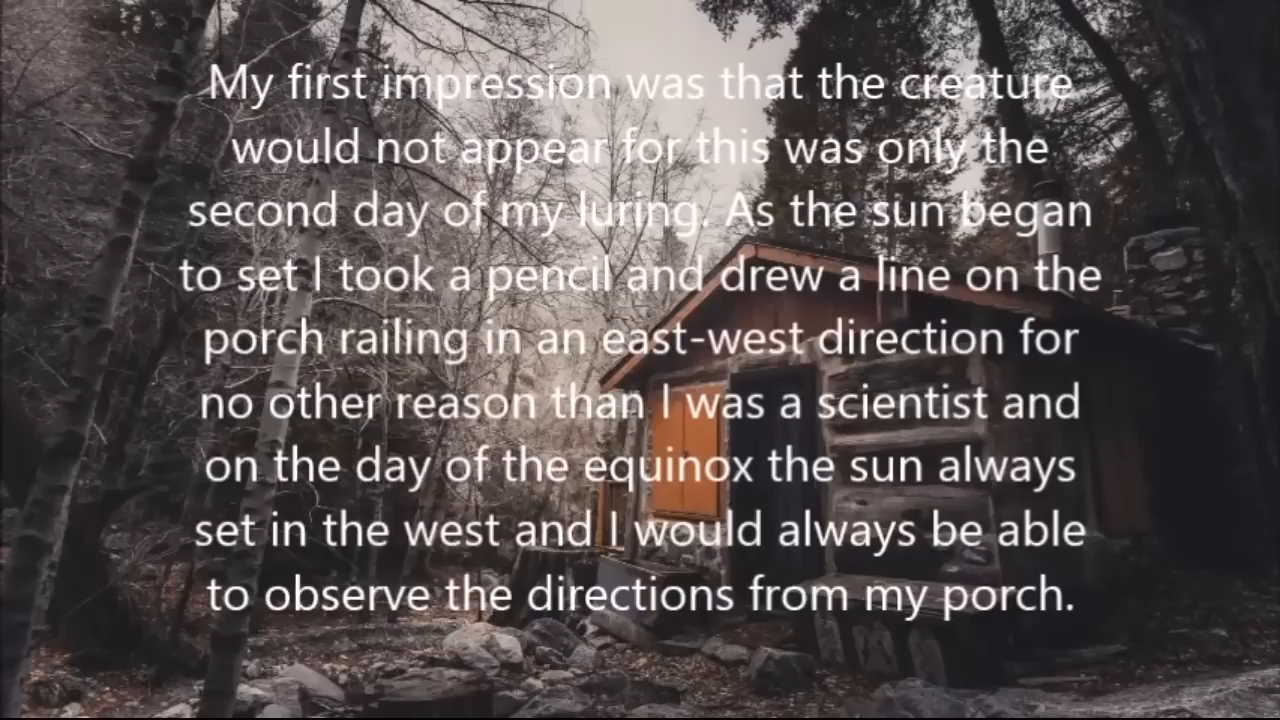 My first impression was that the creature
would not appear for this was only the
second day of my luring. As the sun began
to set I took a pencil and drew a line on the
porch railing in an east-west direction for
no other reason than I was a scientist and
on the day of the equinox the sun always
set in the west and I would always be able
to observe the directions from my porch.